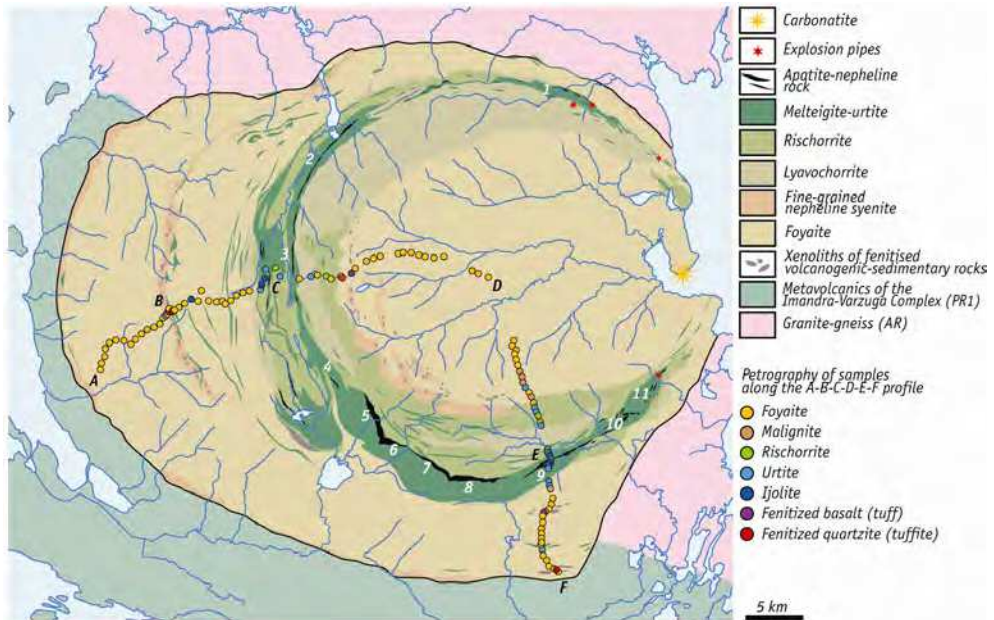 Carbonatite
Explosion pipes
Apatite-nepheline
rock
Melteigite-urtite
Rischorrite
Lyavochorrite
Fine-grained
nepheline syenite
Foyaite
Xenoliths of fenitised
volcanogenic-sedimentary rocks
Metavolcanics of the
Imandra-Varzuga Complex (PR1)
Granite-gneiss (AR)
Petrography of samples
along the A-B-C-D-E-F profile
Foyaite
Malignite
Rischorrite
Urtite
Ijolite
Fenitized basalt (tuff)
Fenitized quartzite (tuffite)
5 km
1
2
3
B
C
D
A
4
5
11
10
6
E
7
9
8
F